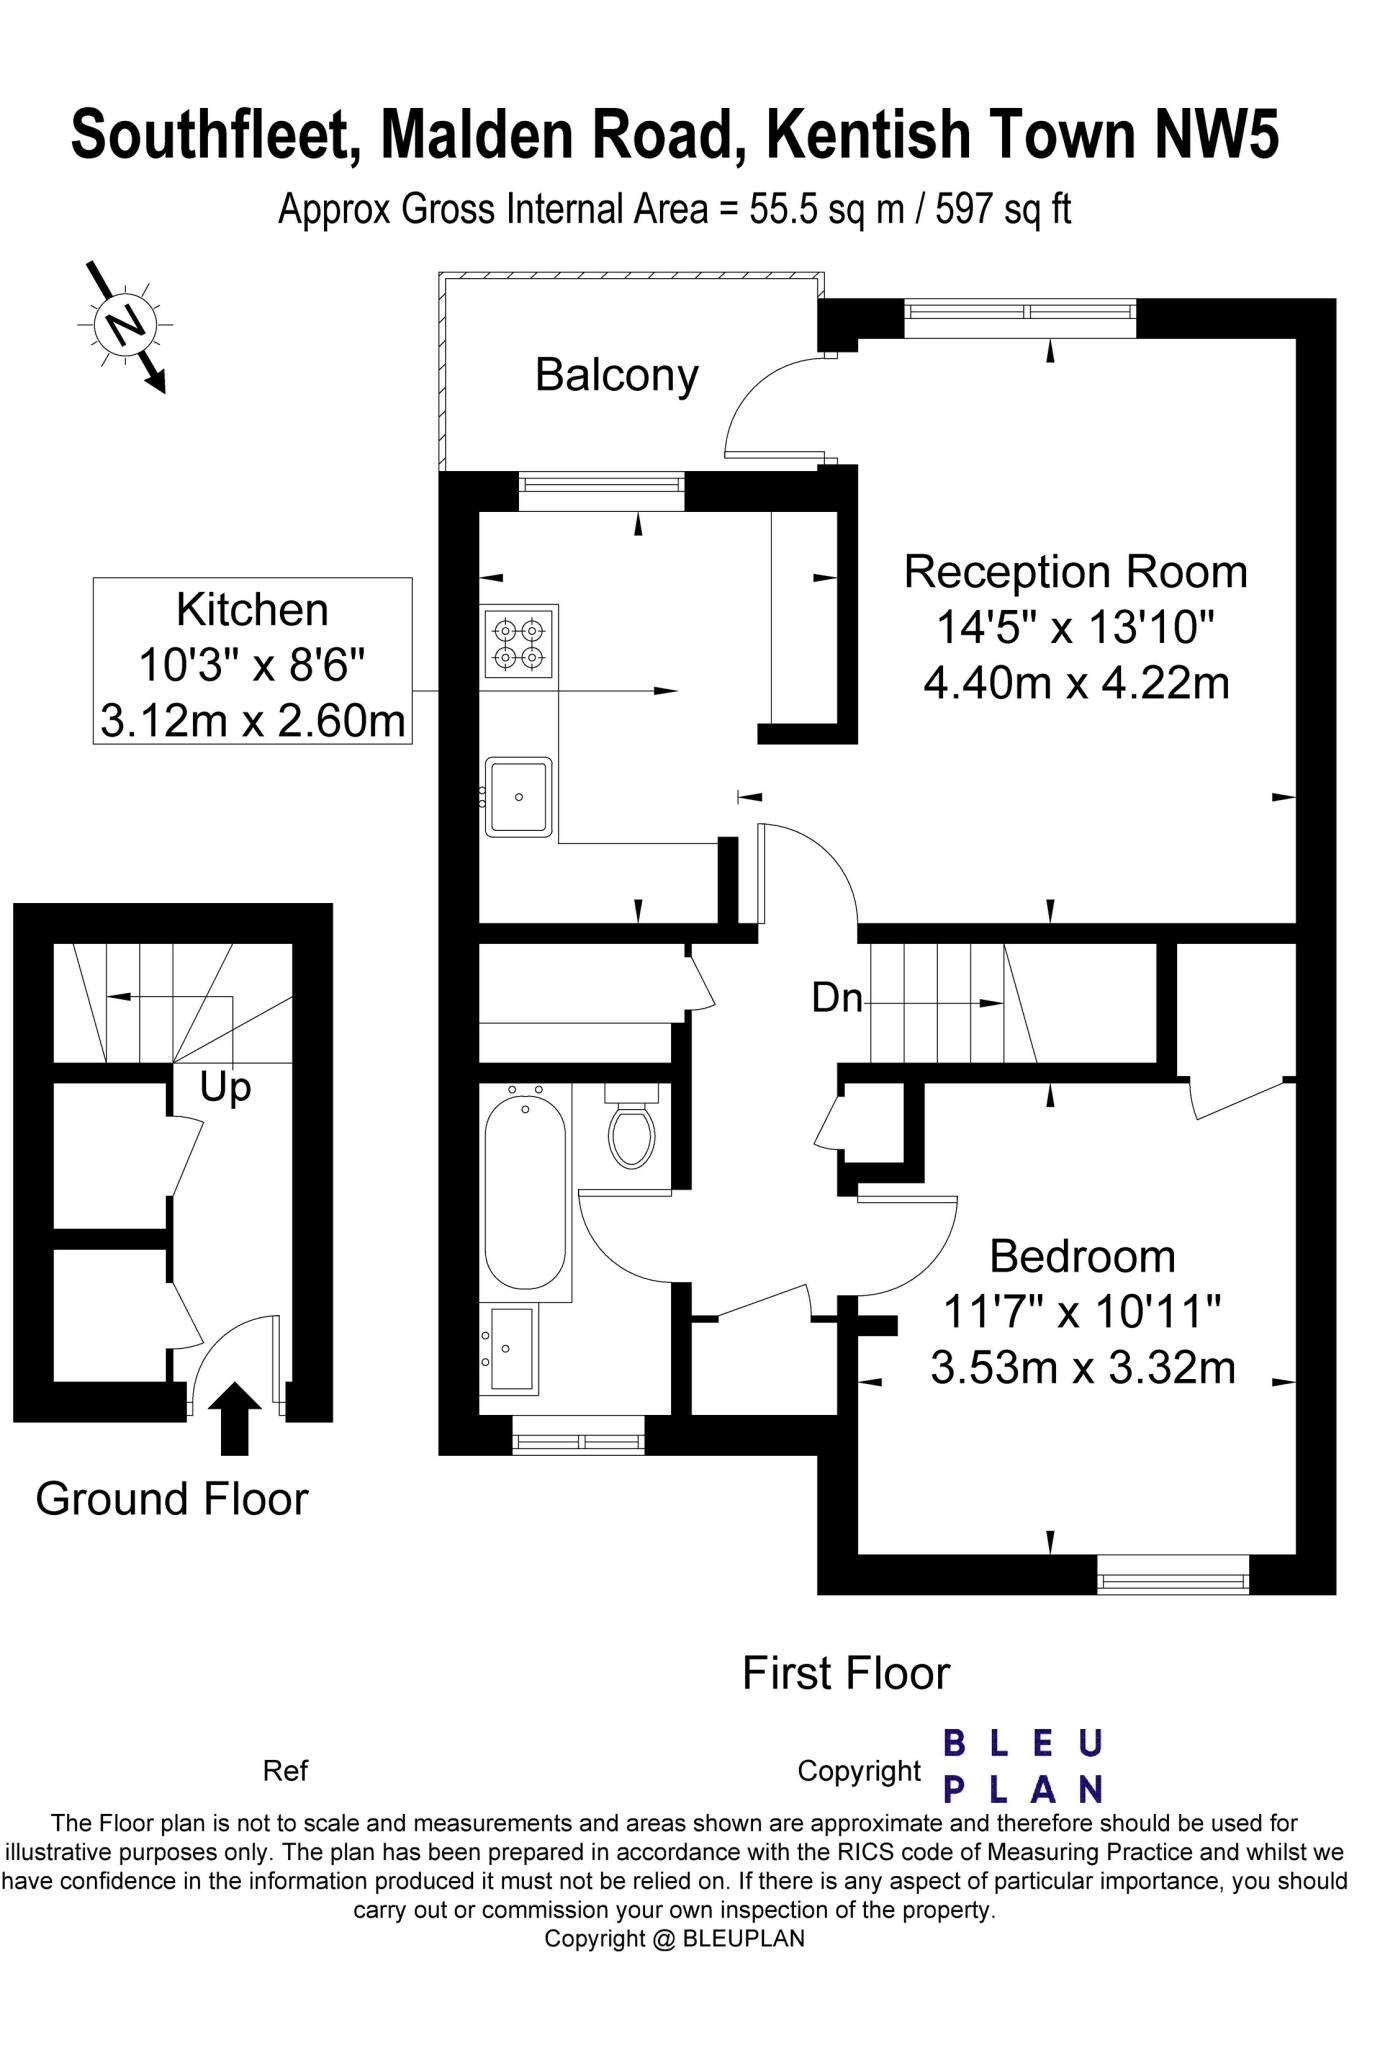 Southfleet, Malden Road, Kentish Town NW5
Approx Gross Internal Area = 55.5 sq m / 597 sq ft
N
Balcony
Reception Room
14'5" x 13'10"
4.40m x 4.22m
Kitchen
10'3" x 8'6"
3.12m x 2.60m
Dn
Up
Bedroom
11'7" x 10'11"
3.53m x 3.32m
Ground Floor
First Floor
Ref
Copyright
BLEU
PLAN
The Floor plan is not to scale and measurements and areas shown are approximate and therefore should be used for
illustrative purposes only. The plan has been prepared in accordance with the RICS code of Measuring Practice and whilst we
have confidence in the information produced it must not be relied on. If there is any aspect of particular importance, you should
carry out or commission your own inspection of the property.
Copyright @ BLEUPLAN